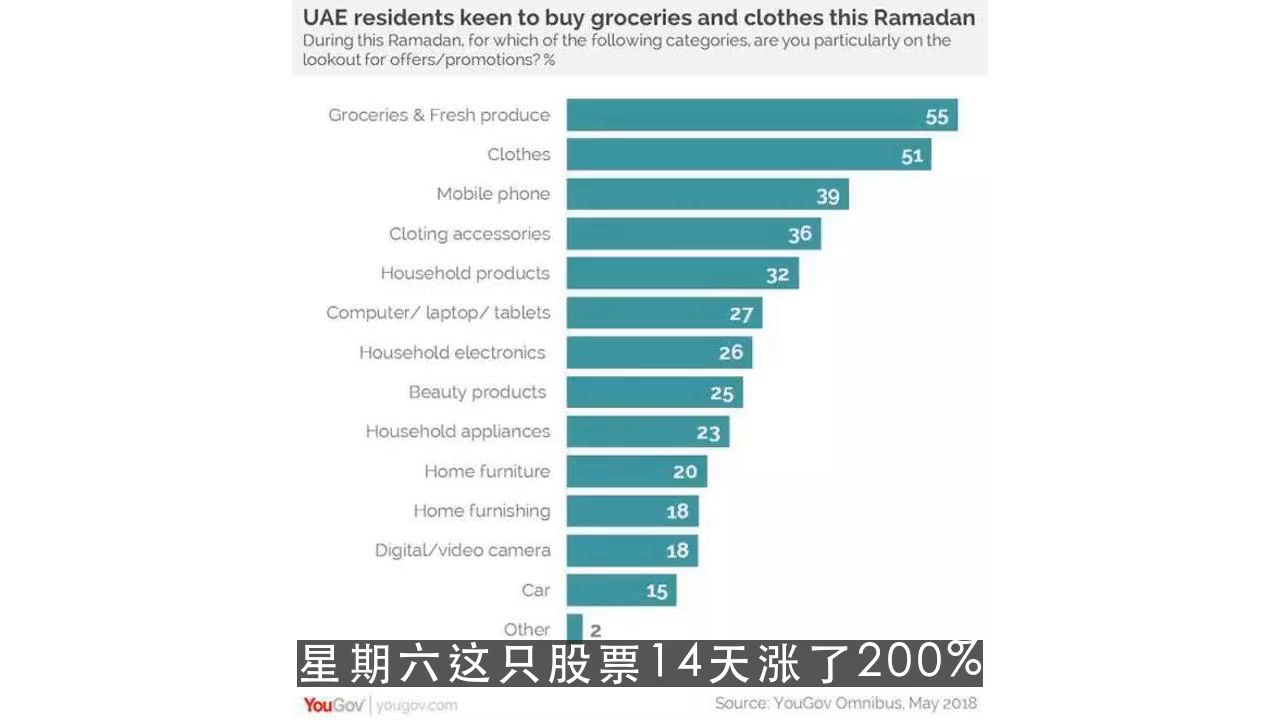 UAE residents keen to buy groceries and clothes this Ramadan
During this Ramadan, for which of the following categories, are you particularly on the
lookout for offers/promotions? %
Groceries & Fresh produce 55
Clothes 51
Mobile phone 39
Cloting accessories 36
Household products 32
Computer/ laptop/ tablets 27
Household electronics 26
Beauty products 25
Household appliances 23
Home furniture 20
Home furnishing 18
Digital/video camera 18
Car 15
Other 2
星期六这只股票14天涨了200%
YouGov | yougov.com Source: YouGov Omnibus, May 2018